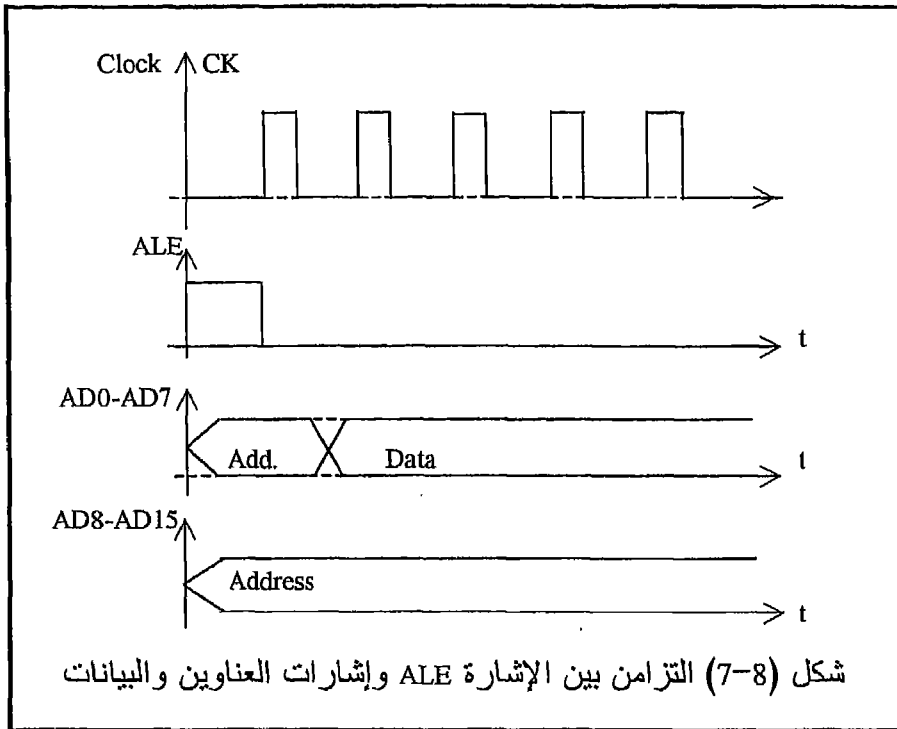 Clock CK
ALE
t
AD0-AD7
Add. Data
t
AD8-AD15
Address
t
شكل (8-7) التزامن بين الإشارة ALE وإشارات العناوين والبيانات